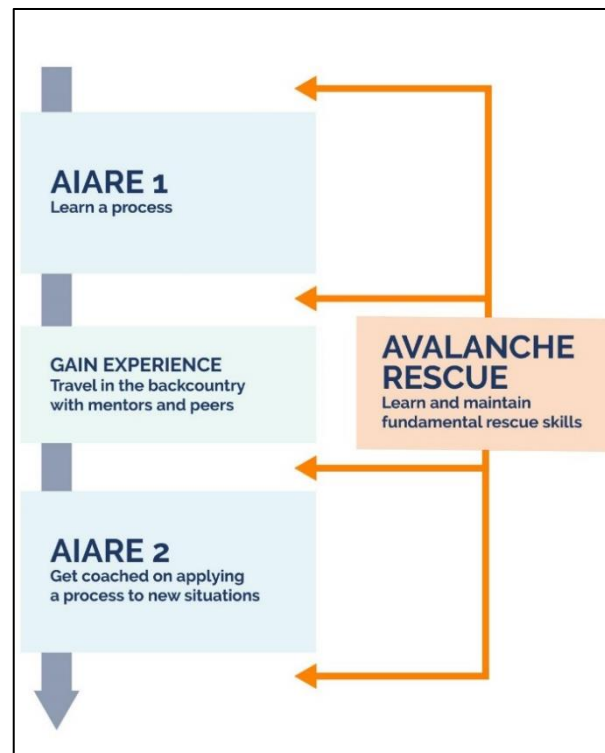 AIARE 1
Learn a process
GAIN EXPERIENCE
Travel in the backcountry
with mentors and peers
AVALANCHE
RESCUE
Learn and maintain
fundamental rescue skills
AIARE 2
Get coached on applying
a process to new situations